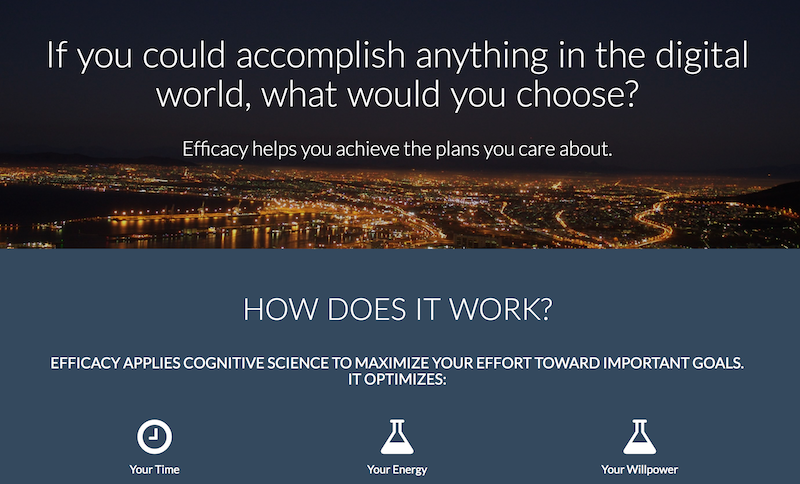 If you could accomplish anything in the digital
world, what would you choose?
Efficacy helps you achieve the plans you care about.
HOW DOES IT WORK?
EFFICACY APPLIES COGNITIVE SCIENCE TO MAXIMIZE YOUR EFFORT TOWARD IMPORTANT GOALS.
IT OPTIMIZES:
Your Time
Your Energy
Your Willpower